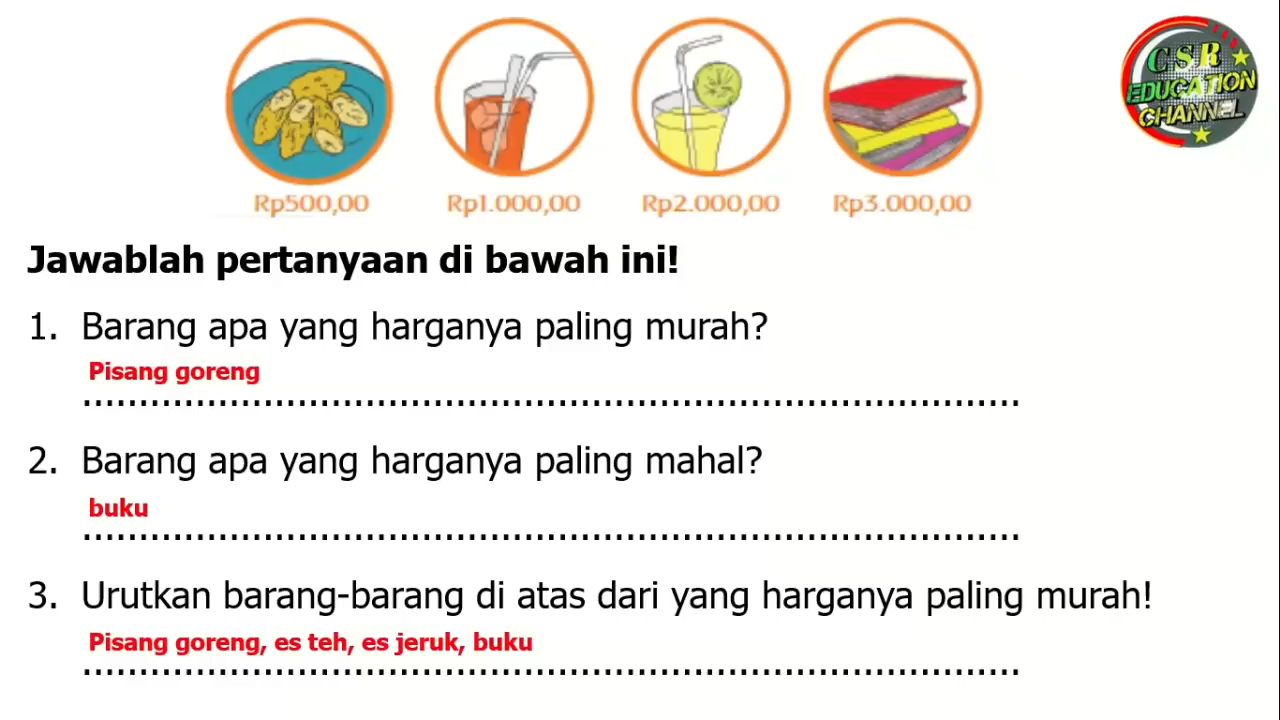 CSR
EDUCATION
CHANNEL
Rp500,00 Rp1.000,00 Rp2.000,00 Rp3.000,00
Jawablah pertanyaan di bawah ini!
1. Barang apa yang harganya paling murah?
Pisang goreng
................................................................................
2. Barang apa yang harganya paling mahal?
buku
................................................................................
3. Urutkan barang-barang di atas dari yang harganya paling murah!
Pisang goreng, es teh, es jeruk, buku
................................................................................